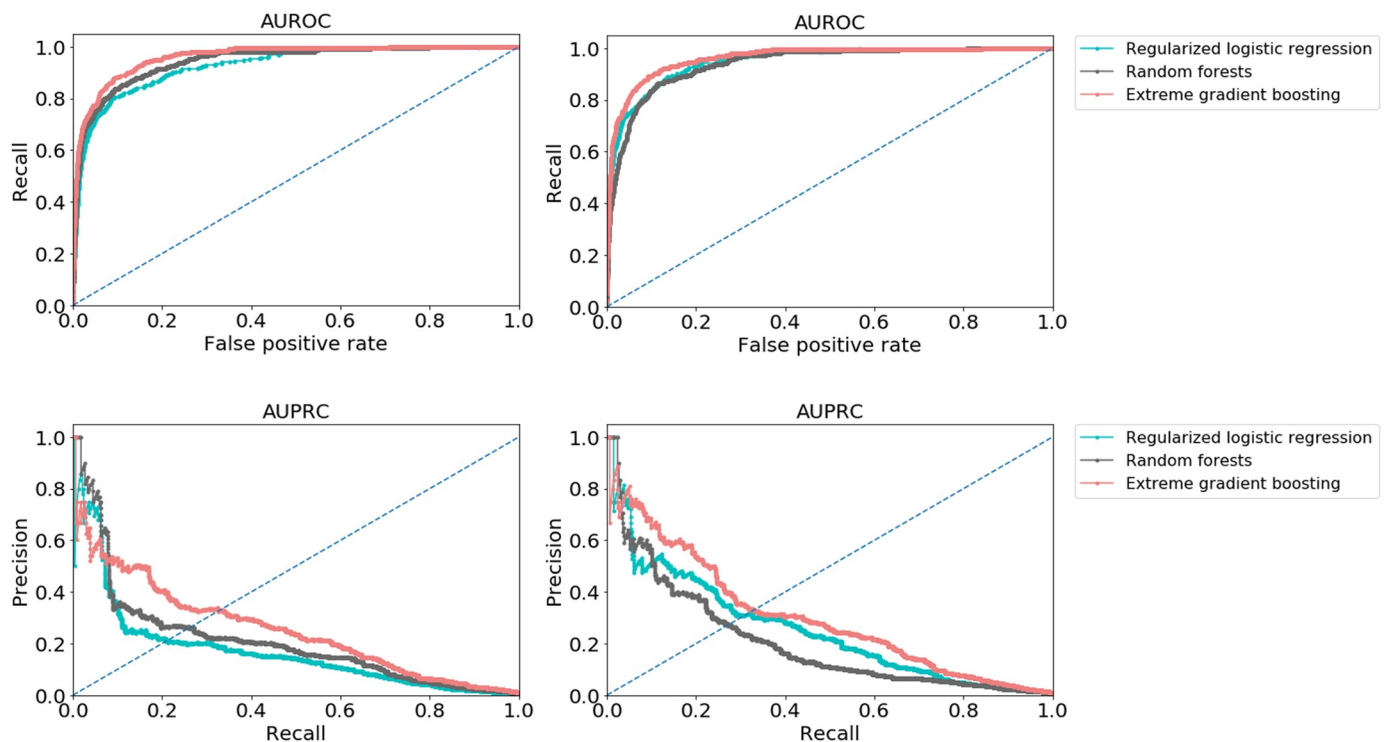 AUROC
1.0
0.8
0.6
0.4
0.2
0.0
Recall
0.0 0.2 0.4 0.6 0.8 1.0
False positive rate
AUROC
1.0
0.8
0.6
0.4
0.2
0.0
Recall
0.0 0.2 0.4 0.6 0.8 1.0
False positive rate
Regularized logistic regression
Random forests
Extreme gradient boosting
AUPRC
1.0
0.8
0.6
0.4
0.2
0.0
Precision
0.0 0.2 0.4 0.6 0.8 1.0
Recall
AUPRC
1.0
0.8
0.6
0.4
0.2
0.0
Precision
0.0 0.2 0.4 0.6 0.8 1.0
Recall
Regularized logistic regression
Random forests
Extreme gradient boosting